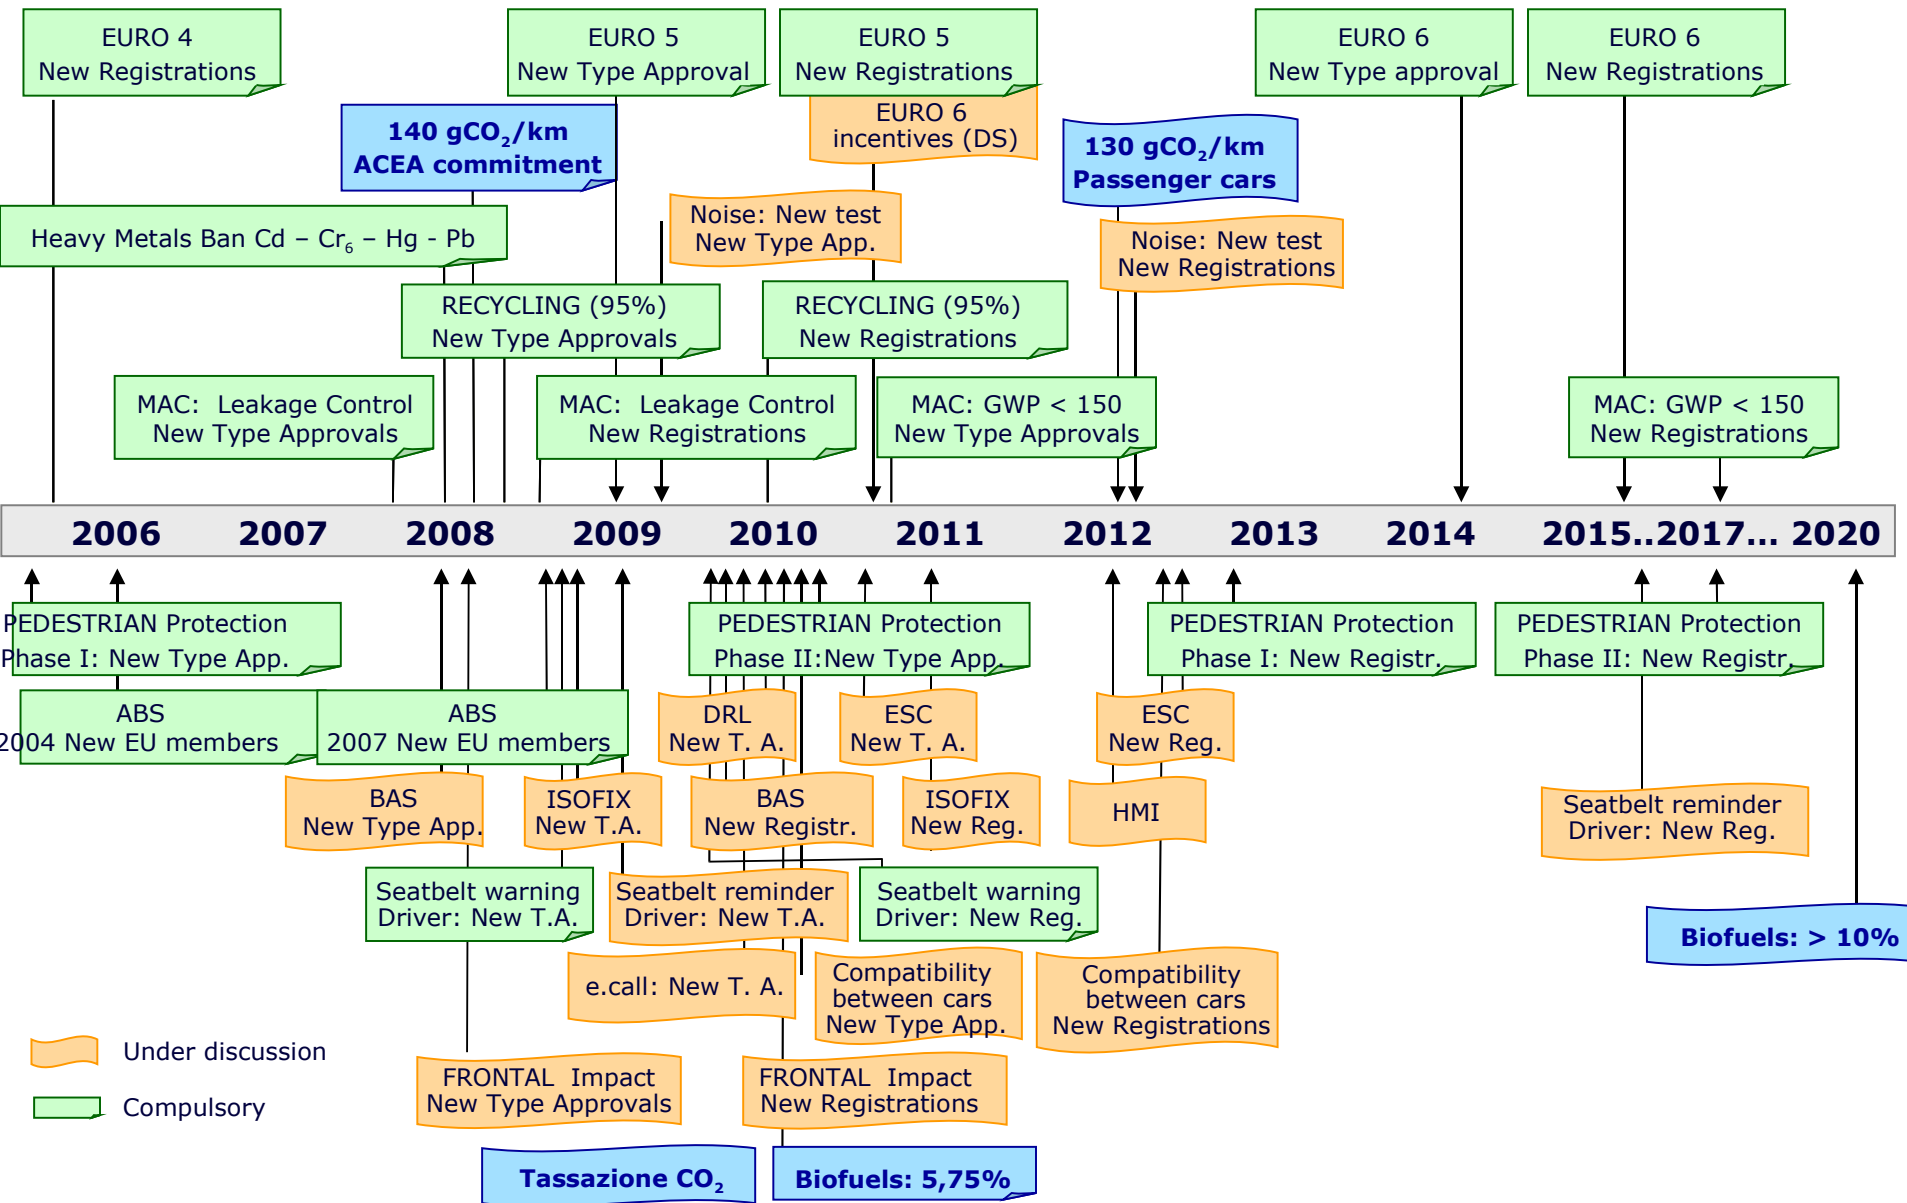 EURO 4
New Registrations
EURO 5
New Type Approval
EURO 5
New Registrations
EURO 6
New Type approval
EURO 6
New Registrations
EURO 6
incentives (DS)
140 gCO₂/km
ACEA commitment
130 gCO₂/km
Passenger cars
Noise: New test
New Type App.
Noise: New test
New Registrations
Heavy Metals Ban Cd – Cr₆ – Hg - Pb
RECYCLING (95%)
New Type Approvals
RECYCLING (95%)
New Registrations
MAC: Leakage Control
New Type Approvals
MAC: Leakage Control
New Registrations
MAC: GWP < 150
New Type Approvals
MAC: GWP < 150
New Registrations
2006 2007 2008 2009 2010 2011 2012 2013 2014 2015..2017... 2020
PEDESTRIAN Protection
Phase I: New Type App.
PEDESTRIAN Protection
Phase II:New Type App.
PEDESTRIAN Protection
Phase I: New Registr.
PEDESTRIAN Protection
Phase II: New Registr.
ABS
2004 New EU members
ABS
2007 New EU members
DRL
New T. A.
ESC
New T. A.
ESC
New Reg.
BAS
New Type App.
ISOFIX
New T.A.
BAS
New Registr.
ISOFIX
New Reg.
HMI
Seatbelt reminder
Driver: New Reg.
Seatbelt warning
Driver: New T.A.
Seatbelt reminder
Driver: New T.A.
Seatbelt warning
Driver: New Reg.
Biofuels: > 10%
e.call: New T. A.
Compatibility
between cars
New Type App.
Compatibility
between cars
New Registrations
Under discussion
Compulsory
FRONTAL Impact
New Type Approvals
FRONTAL Impact
New Registrations
Tassazione CO₂
Biofuels: 5,75%